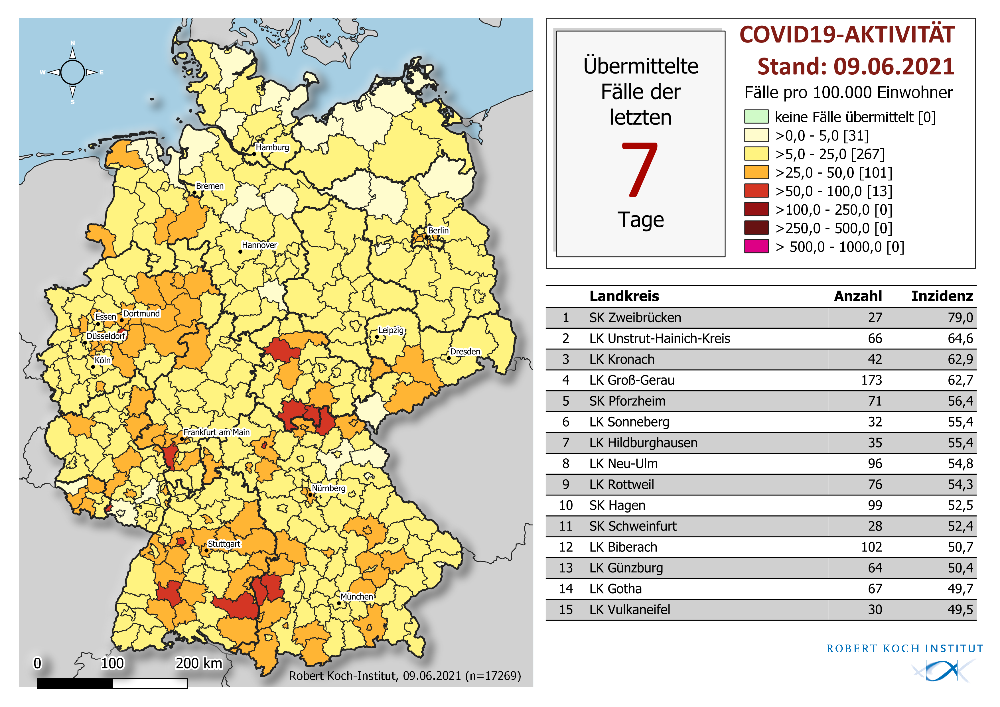 N
W
E
S
Hamburg
Bremen
Berlin
Hannover
Essen
Dortmund
Düsseldorf
Leipzig
Köln
Dresden
Frankfurt am Main
Nürnberg
Stuttgart
München
0 100 200 km
Robert Koch-Institut, 09.06.2021 (n=17269)
Übermittelte
Fälle der
letzten
7
Tage
COVID19-AKTIVITÄT
Stand: 09.06.2021
Fälle pro 100.000 Einwohner
keine Fälle übermittelt [0]
>0,0 - 5,0 [31]
>5,0 - 25,0 [267]
>25,0 - 50,0 [101]
>50,0 - 100,0 [13]
>100,0 - 250,0 [0]
>250,0 - 500,0 [0]
> 500,0 - 1000,0 [0]
Landkreis Anzahl Inzidenz
1 SK Zweibrücken 27 79,0
2 LK Unstrut-Hainich-Kreis 66 64,6
3 LK Kronach 42 62,9
4 LK Groß-Gerau 173 62,7
5 SK Pforzheim 71 56,4
6 LK Sonneberg 32 55,4
7 LK Hildburghausen 35 55,4
8 LK Neu-Ulm 96 54,8
9 LK Rottweil 76 54,3
10 SK Hagen 99 52,5
11 SK Schweinfurt 28 52,4
12 LK Biberach 102 50,7
13 LK Günzburg 64 50,4
14 LK Gotha 67 49,7
15 LK Vulkaneifel 30 49,5
ROBERT KOCH INSTITUT